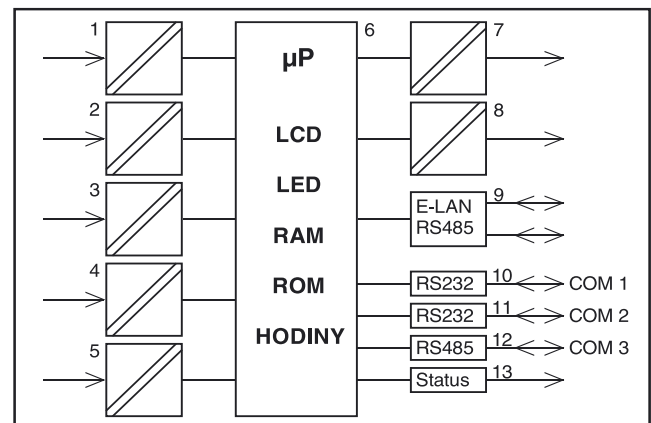 1
2
3
4
5
6
µP
LCD
LED
RAM
ROM
HODINY
7
8
9
E-LAN
RS485
RS232
10
COM 1
RS232
11
COM 2
RS485
12
COM 3
Status
13